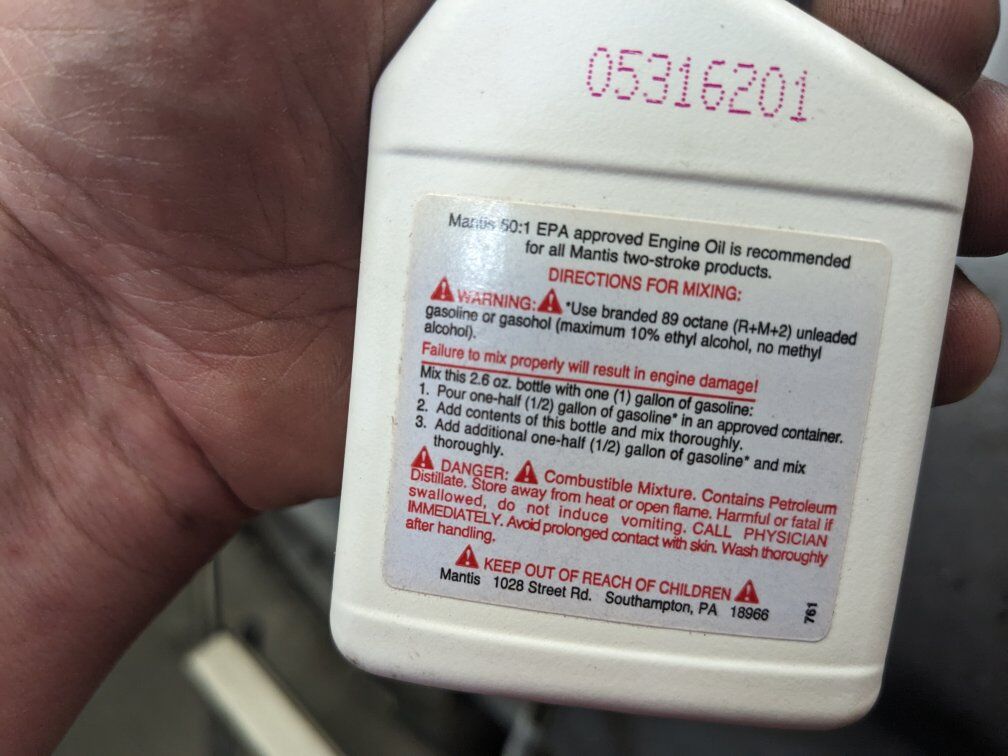 05316201
Mantis 50:1 EPA approved Engine Oil is recommended
for all Mantis two-stroke products.
DIRECTIONS FOR MIXING:
WARNING: *Use branded 89 octane (R+M+2) unleaded
gasoline or gasohol (maximum 10% ethyl alcohol, no methyl
alcohol).
Failure to mix properly will result in engine damage!
Mix this 2.6 oz. bottle with one (1) gallon of gasoline:
1. Pour one-half (1/2) gallon of gasoline* in an approved container.
2. Add contents of this bottle and mix thoroughly.
3. Add additional one-half (1/2) gallon of gasoline* and mix
thoroughly.
DANGER: Combustible Mixture. Contains Petroleum
Distillate. Store away from heat or open flame. Harmful or fatal if
swallowed, do not induce vomiting. CALL PHYSICIAN
IMMEDIATELY. Avoid prolonged contact with skin. Wash thoroughly
after handling.
KEEP OUT OF REACH OF CHILDREN
Mantis 1028 Street Rd. Southampton, PA 18966
761